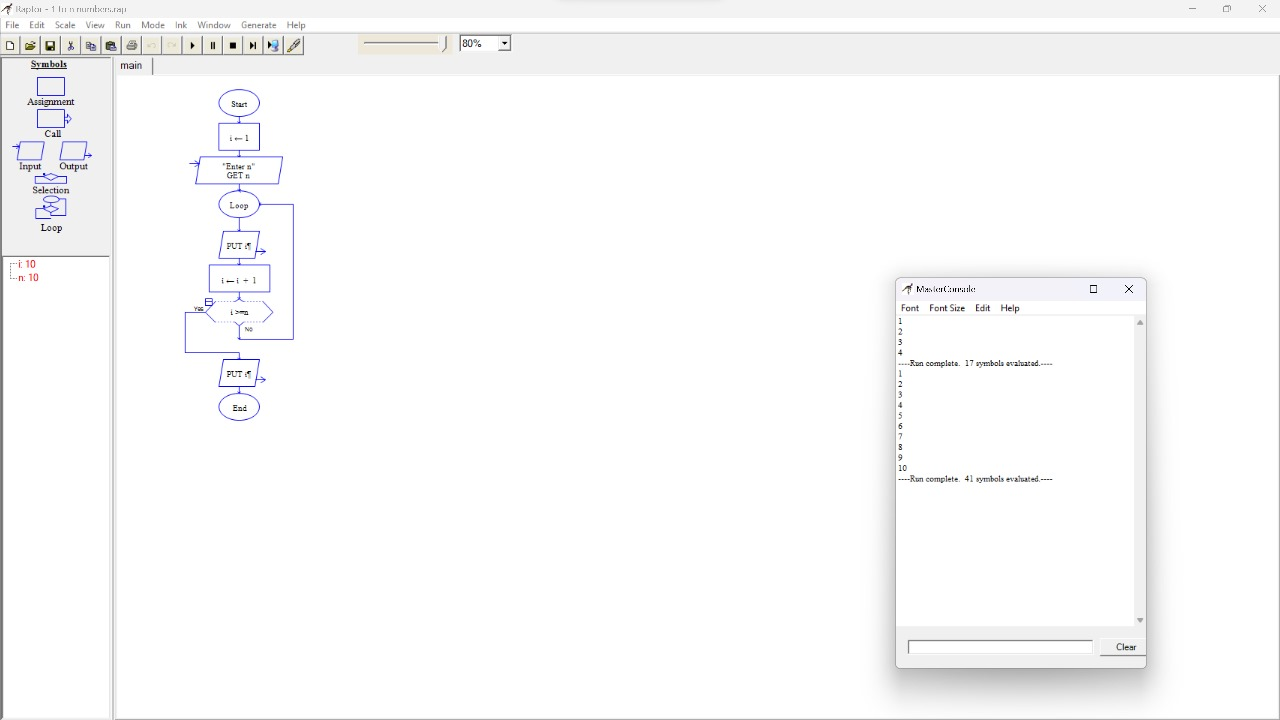 Raptor - 1 to n numbers.rap
File Edit Scale View Run Mode Ink Window Generate Help
80%
Symbols
Assignment
Call
Input Output
Selection
Loop
i: 10
n: 10
main
Start
i ← 1
"Enter n"
GET n
Loop
PUT i¶
i ← i + 1
Yes
i >=n
No
PUT i¶
End
MasterConsole
Font Font Size Edit Help
1
2
3
4
----Run complete. 17 symbols evaluated.----
1
2
3
4
5
6
7
8
9
10
----Run complete. 41 symbols evaluated.----
Clear